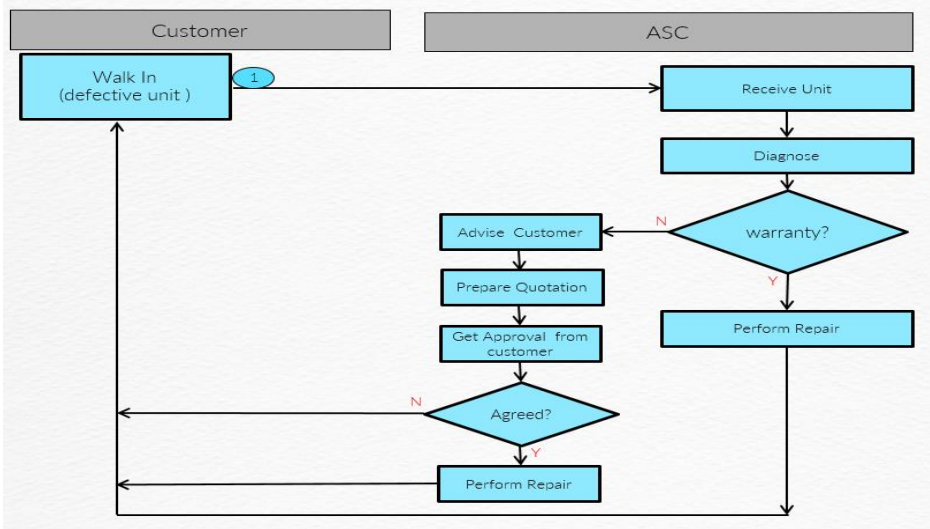 Customer
ASC
Walk In
(defective unit )
1
Receive Unit
Diagnose
warranty?
N
Y
Advise Customer
Prepare Quotation
Get Approval from
customer
Perform Repair
Agreed?
N
Y
Perform Repair